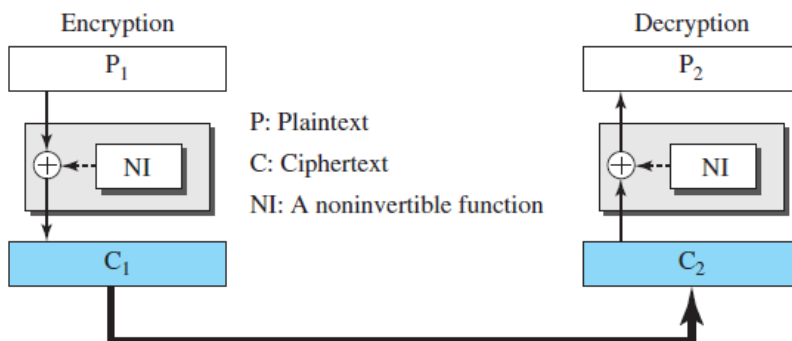 Encryption
Decryption
P₁
P₂
P: Plaintext
C: Ciphertext
NI: A noninvertible function
NI
NI
C₁
C₂